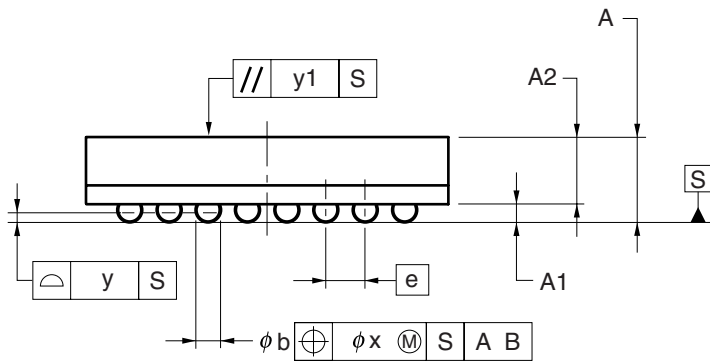 A
// y1 S
A2
S
⌓ y S
e
A1
ϕb ⌖ ϕx Ⓜ S A B